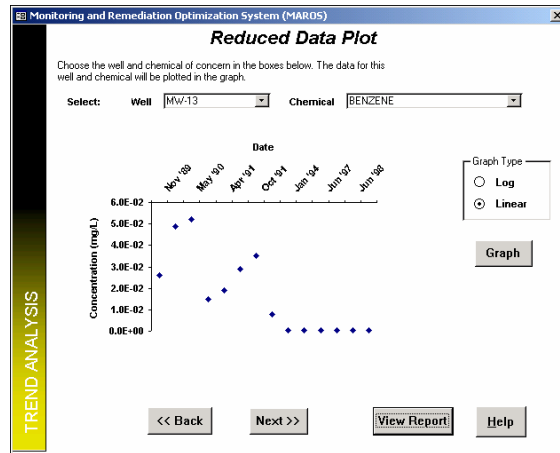 Monitoring and Remediation Optimization System (MAROS)
Reduced Data Plot
Choose the well and chemical of concern in the boxes below. The data for this
well and chemical will be plotted in the graph.
Select: Well MW-13 Chemical BENZENE
Date
Nov '89 May '90 Apr '91 Oct '91 Jan '94 Jun '97 Jun '98
Graph Type
Log
Linear
Graph
Concentration (mg/L)
6.0E-02
5.0E-02
4.0E-02
3.0E-02
2.0E-02
1.0E-02
0.0E+00
TREND ANALYSIS
<< Back
Next >>
View Report
Help